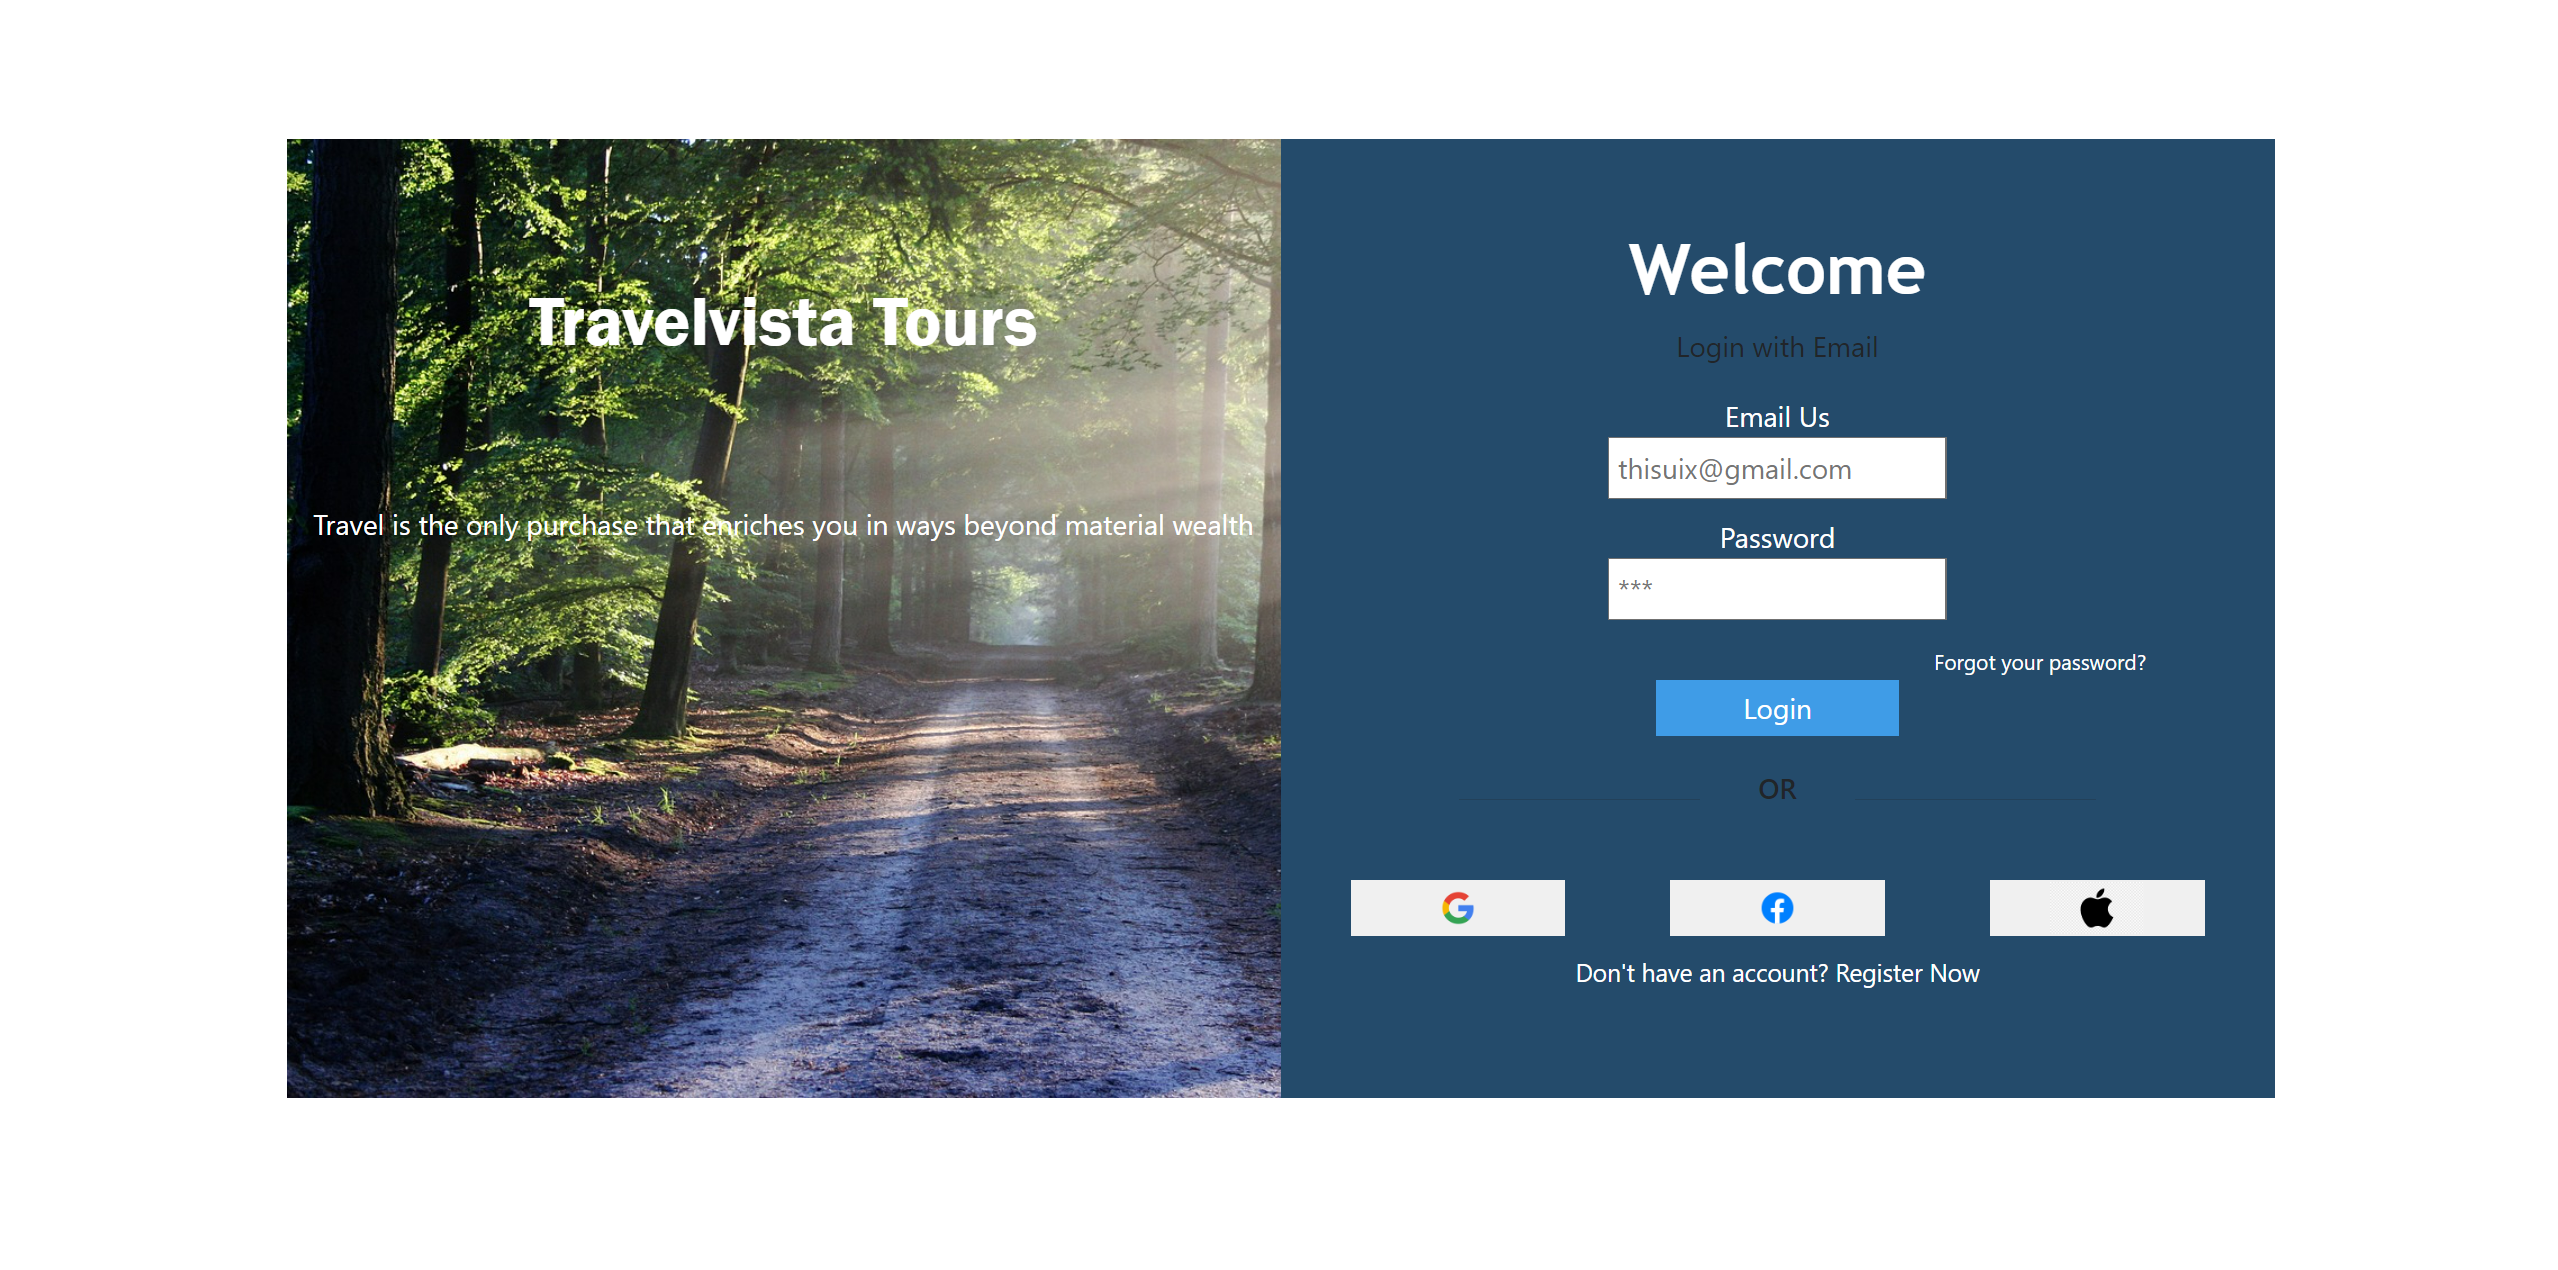 Travelvista Tours
Travel is the only purchase that enriches you in ways beyond material wealth
Welcome
Login with Email
Email Us
thisuix@gmail.com
Password
***
Forgot your password?
Login
OR
Don't have an account? Register Now